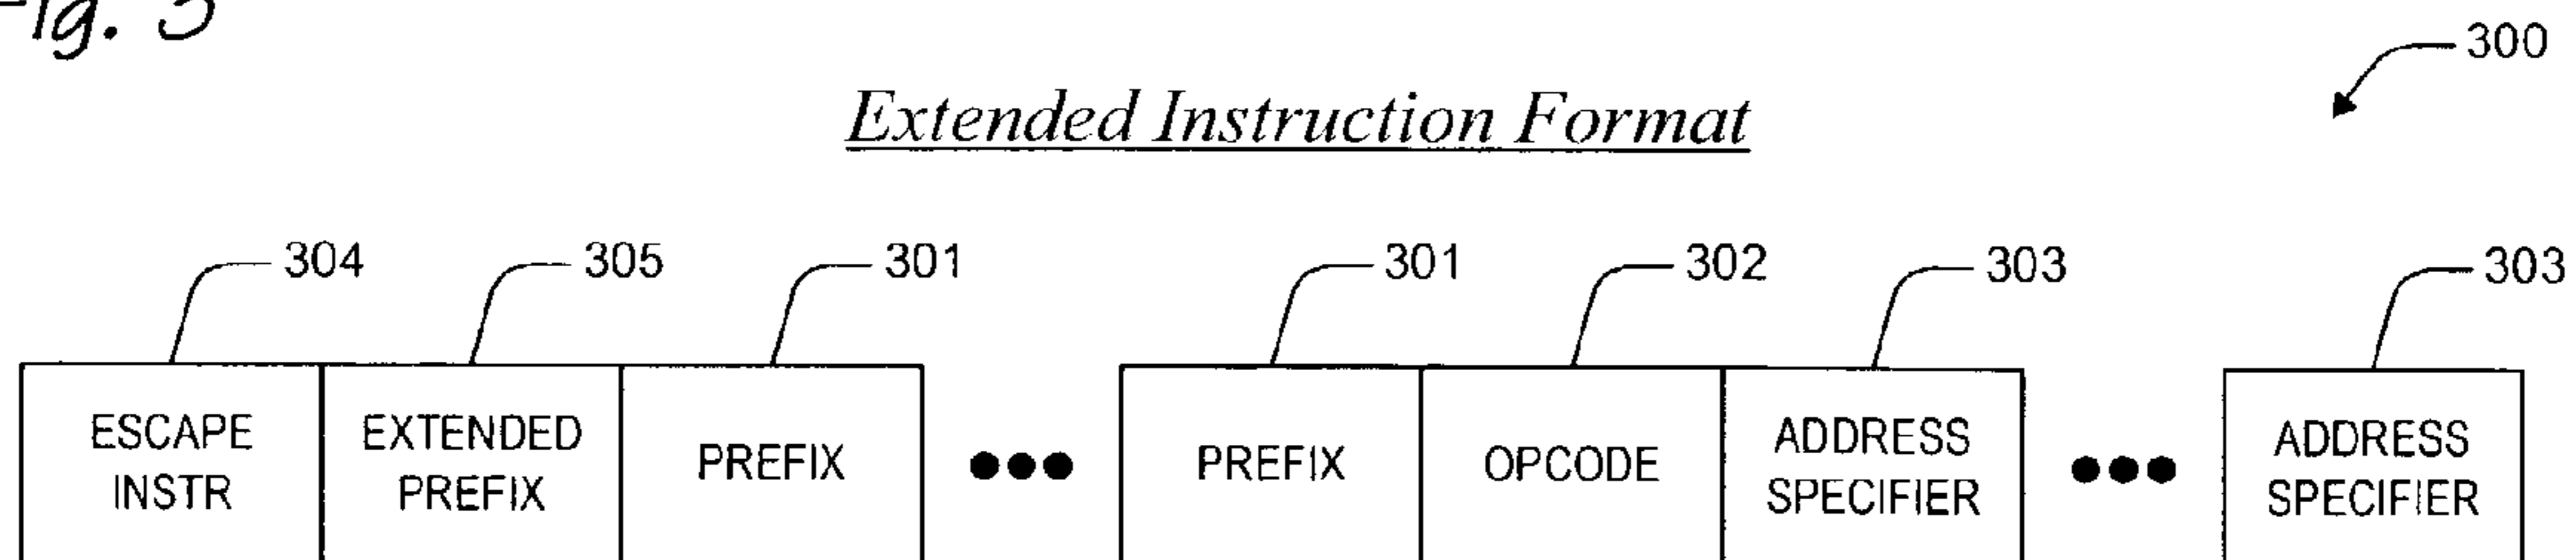 Fig. 3
300
Extended Instruction Format
304 305 301 301 302 303 303
ESCAPE INSTR
EXTENDED PREFIX
PREFIX
●●●
PREFIX
OPCODE
ADDRESS SPECIFIER
●●●
ADDRESS SPECIFIER